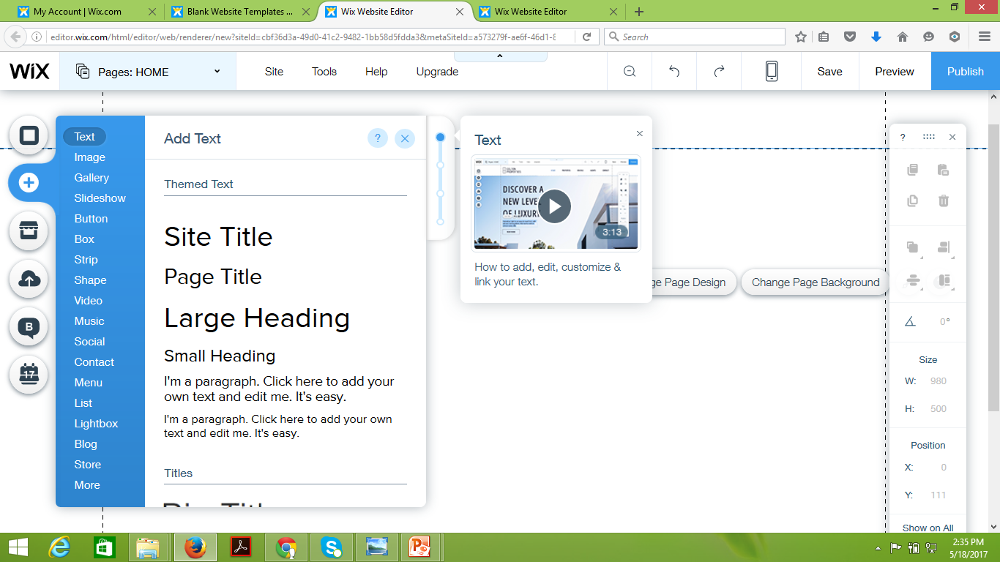 My Account | Wix.com
Blank Website Templates ...
Wix Website Editor
Wix Website Editor
editor.wix.com/html/editor/web/renderer/new?siteId=cbf36d3a-49d0-41c2-9482-1bb58d5fdda3&metaSiteId=a573279f-ae6f-46d1-8
Search
WiX
Pages: HOME
Site
Tools
Help
Upgrade
Save
Preview
Publish
Text
Image
Gallery
Slideshow
Button
Box
Strip
Shape
Video
Music
Social
Contact
Menu
List
Lightbox
Blog
Store
More
B
17
Add Text
?
Themed Text
Site Title
Page Title
Large Heading
Small Heading
I'm a paragraph. Click here to add your
own text and edit me. It's easy.
I'm a paragraph. Click here to add your own
text and edit me. It's easy.
Titles
Text
DISCOVER A
NEW LEVE
OF LUXURY
3:13
How to add, edit, customize &
link your text.
ge Page Design
Change Page Background
?
0°
Size
W: 980
H: 500
Position
X: 0
Y: 111
Show on All
2:35 PM
5/18/2017